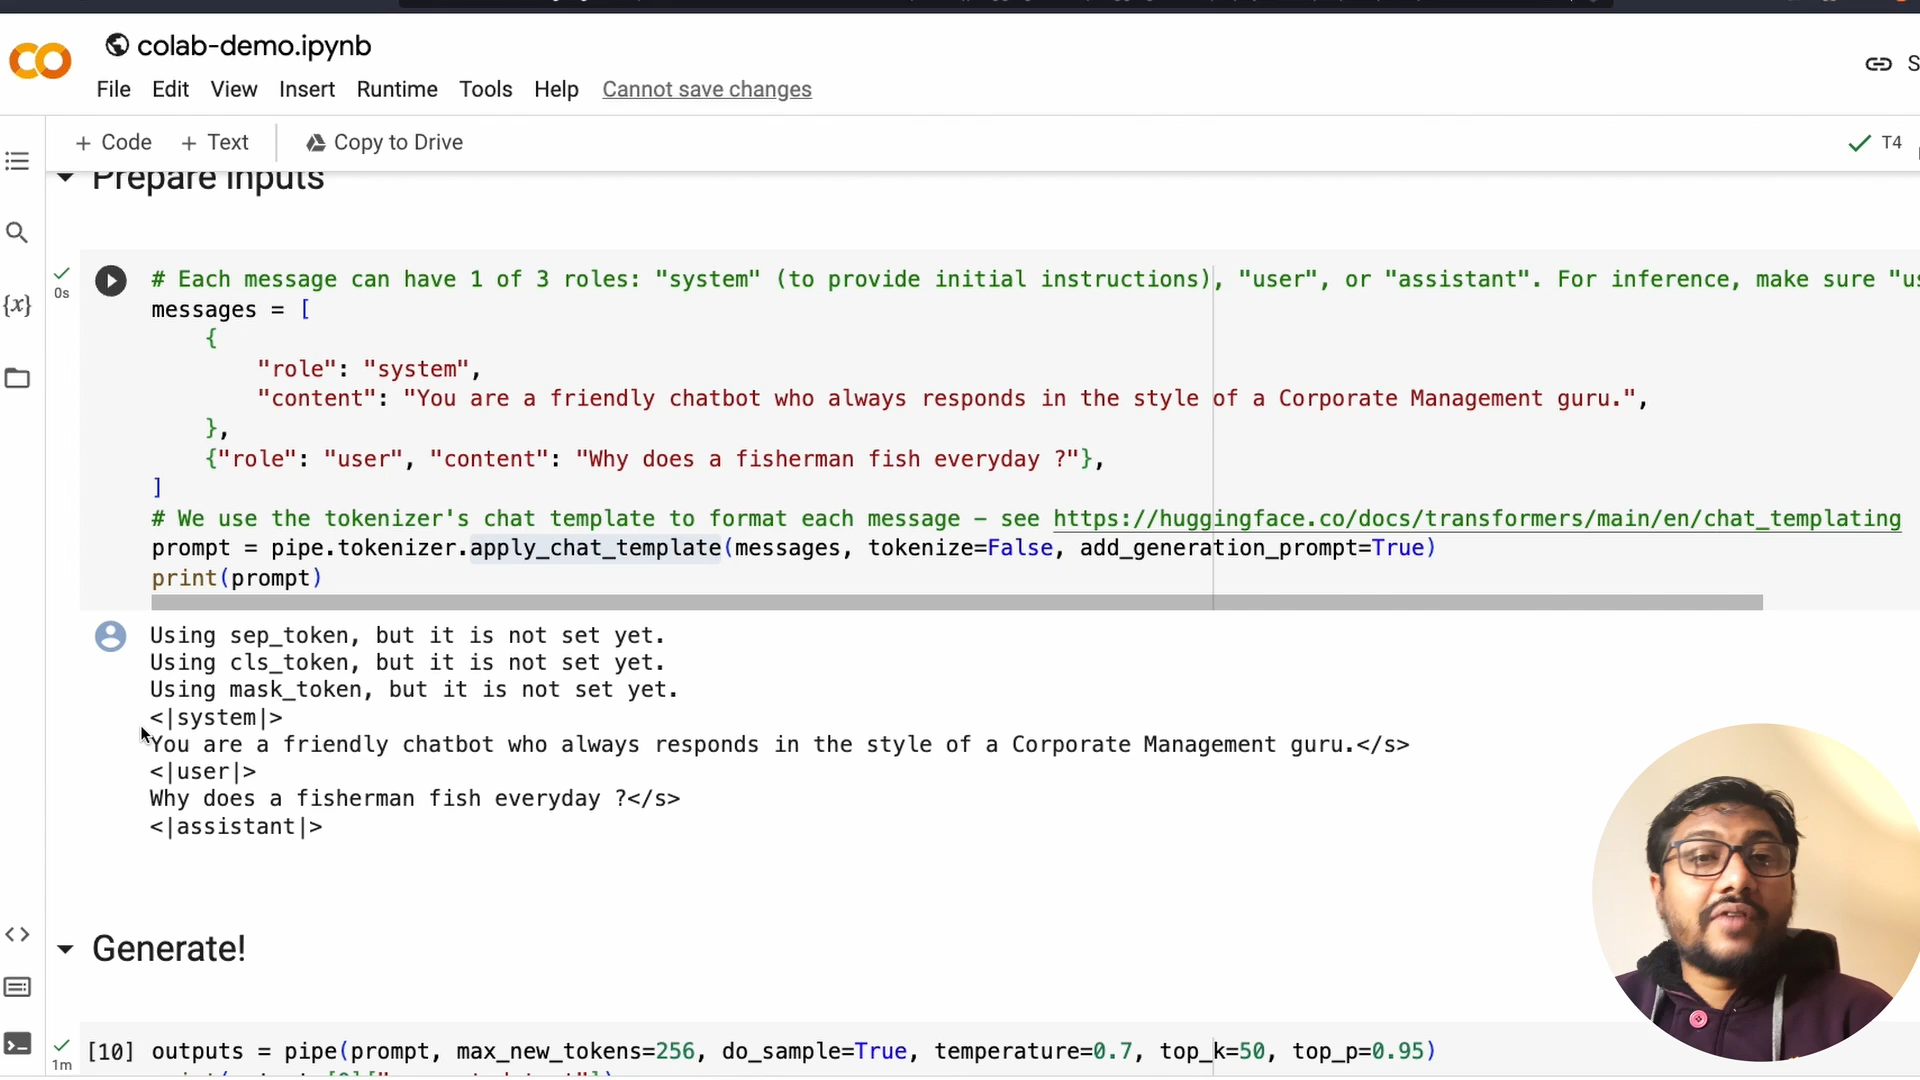 colab-demo.ipynb
File Edit View Insert Runtime Tools Help Cannot save changes
+ Code + Text Copy to Drive
T4
Prepare Inputs
0s
# Each message can have 1 of 3 roles: "system" (to provide initial instructions), "user", or "assistant". For inference, make sure "us
messages = [
{
"role": "system",
"content": "You are a friendly chatbot who always responds in the style of a Corporate Management guru.",
},
{"role": "user", "content": "Why does a fisherman fish everyday ?"},
]
# We use the tokenizer's chat template to format each message - see https://huggingface.co/docs/transformers/main/en/chat_templating
prompt = pipe.tokenizer.apply_chat_template(messages, tokenize=False, add_generation_prompt=True)
print(prompt)
Using sep_token, but it is not set yet.
Using cls_token, but it is not set yet.
Using mask_token, but it is not set yet.
<|system|>
You are a friendly chatbot who always responds in the style of a Corporate Management guru.</s>
<|user|>
Why does a fisherman fish everyday ?</s>
<|assistant|>
Generate!
1m
[10] outputs = pipe(prompt, max_new_tokens=256, do_sample=True, temperature=0.7, top_k=50, top_p=0.95)